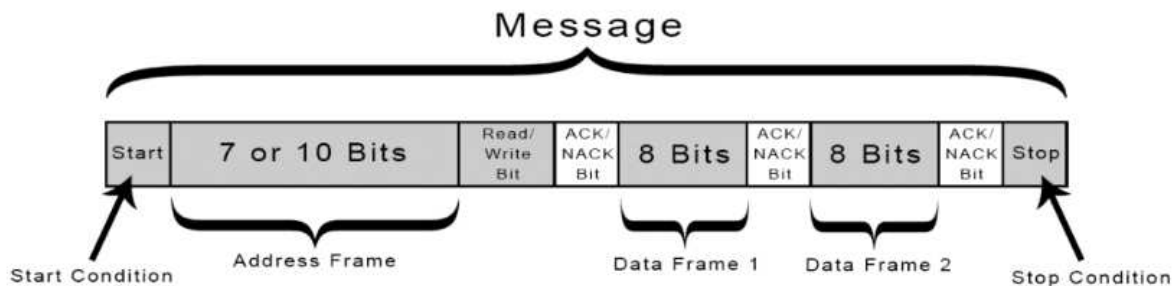 Message
Start
7 or 10 Bits
Read/
Write
Bit
ACK/
NACK
Bit
8 Bits
ACK/
NACK
Bit
8 Bits
ACK/
NACK
Bit
Stop
Start Condition
Address Frame
Data Frame 1
Data Frame 2
Stop Condition